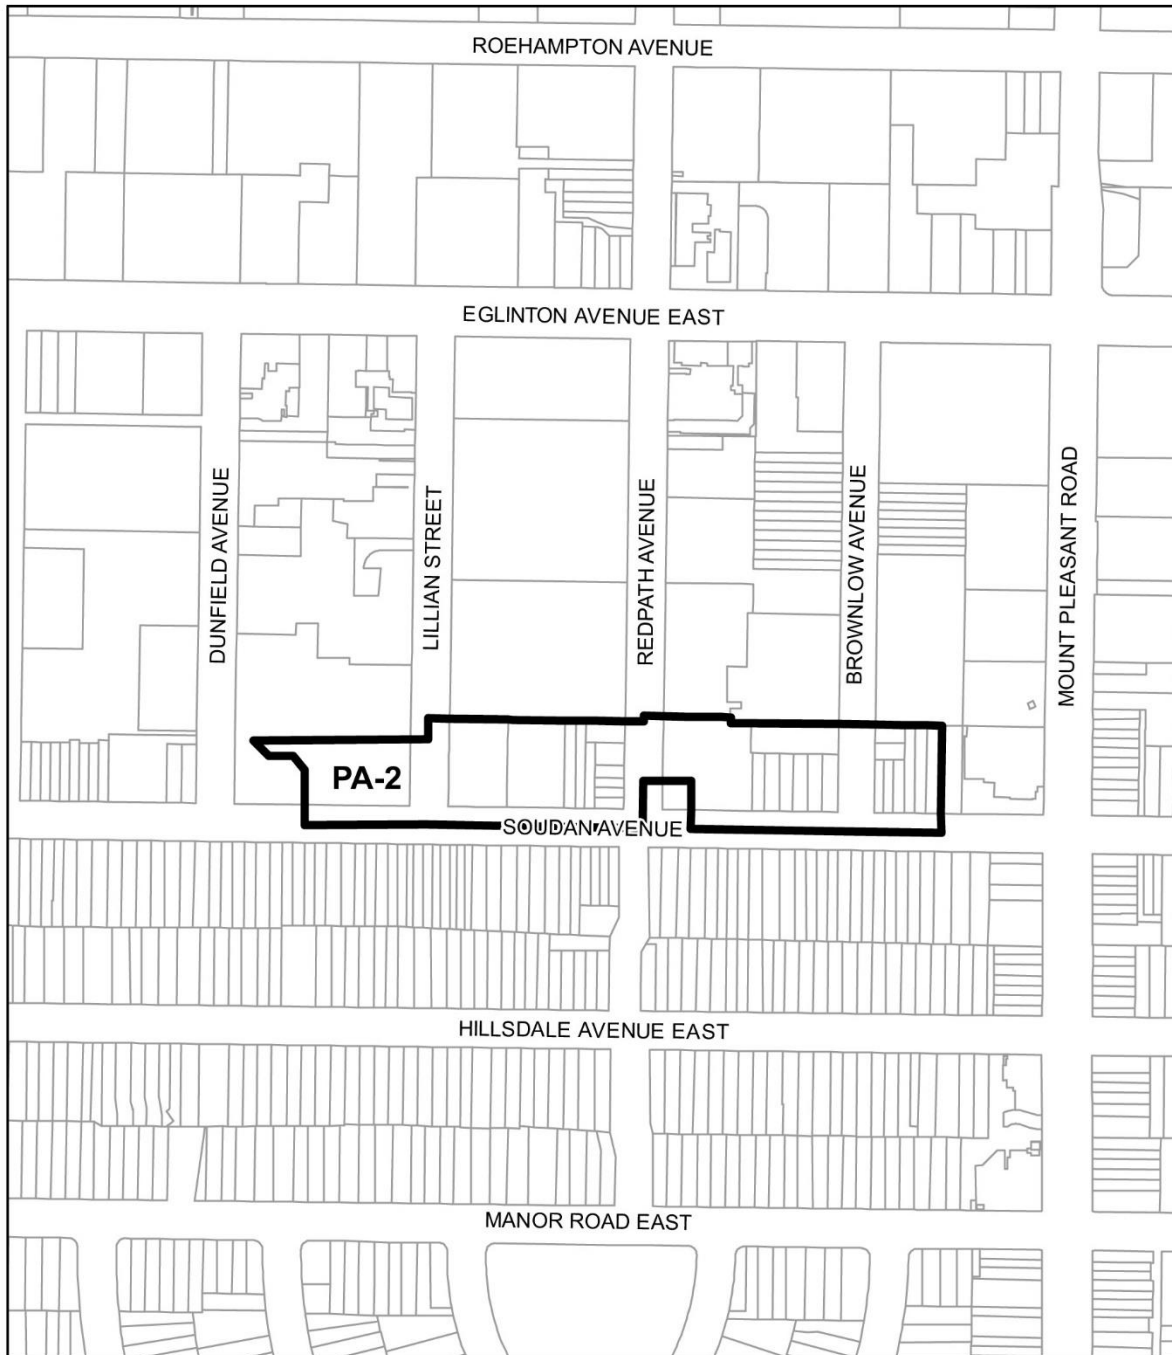 ROEHAMPTON AVENUE
EGLINTON AVENUE EAST
DUNFIELD AVENUE
LILLIAN STREET
REDPATH AVENUE
BROWNLOW AVENUE
MOUNT PLEASANT ROAD
PA-2
SOUDAN AVENUE
HILLSDALE AVENUE EAST
MANOR ROAD EAST